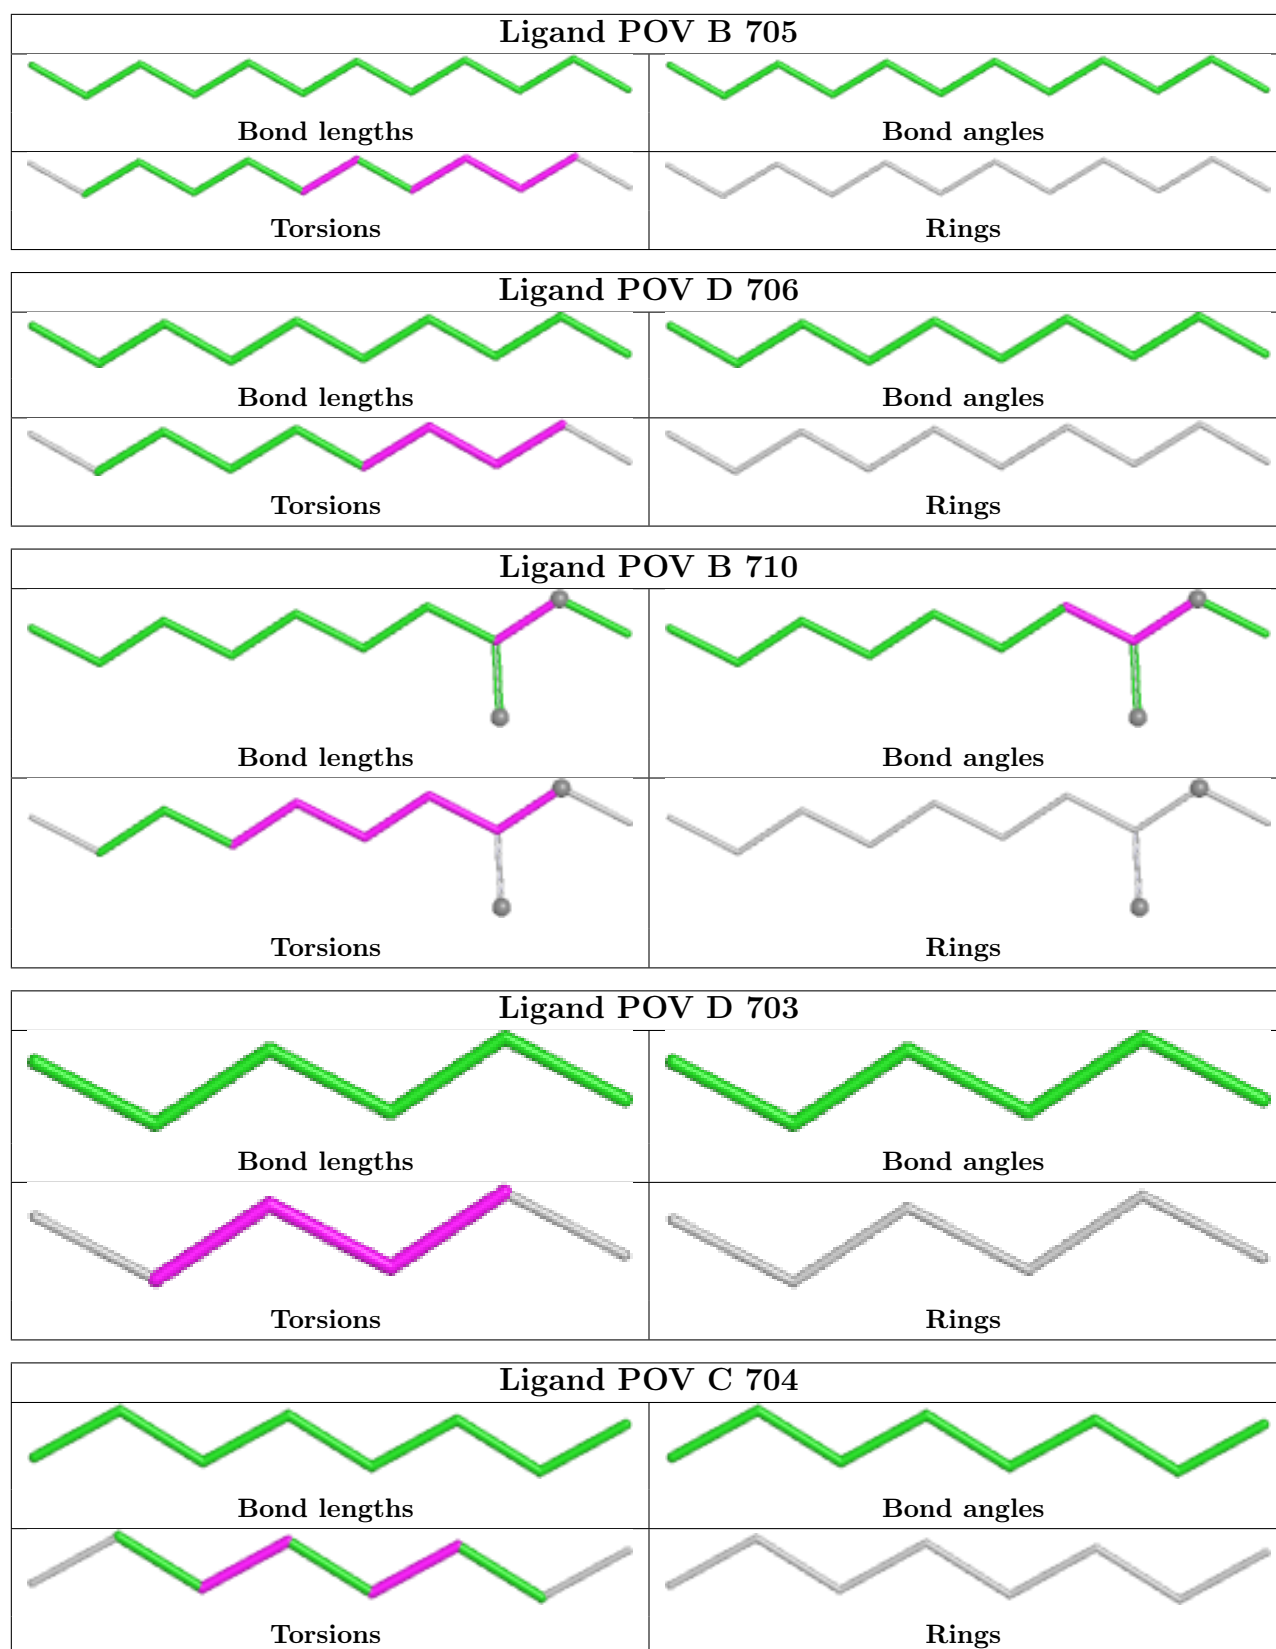 Ligand POV B 705
Bond lengths Bond angles
Torsions Rings
Ligand POV D 706
Bond lengths Bond angles
Torsions Rings
Ligand POV B 710
Bond lengths Bond angles
Torsions Rings
Ligand POV D 703
Bond lengths Bond angles
Torsions Rings
Ligand POV C 704
Bond lengths Bond angles
Torsions Rings